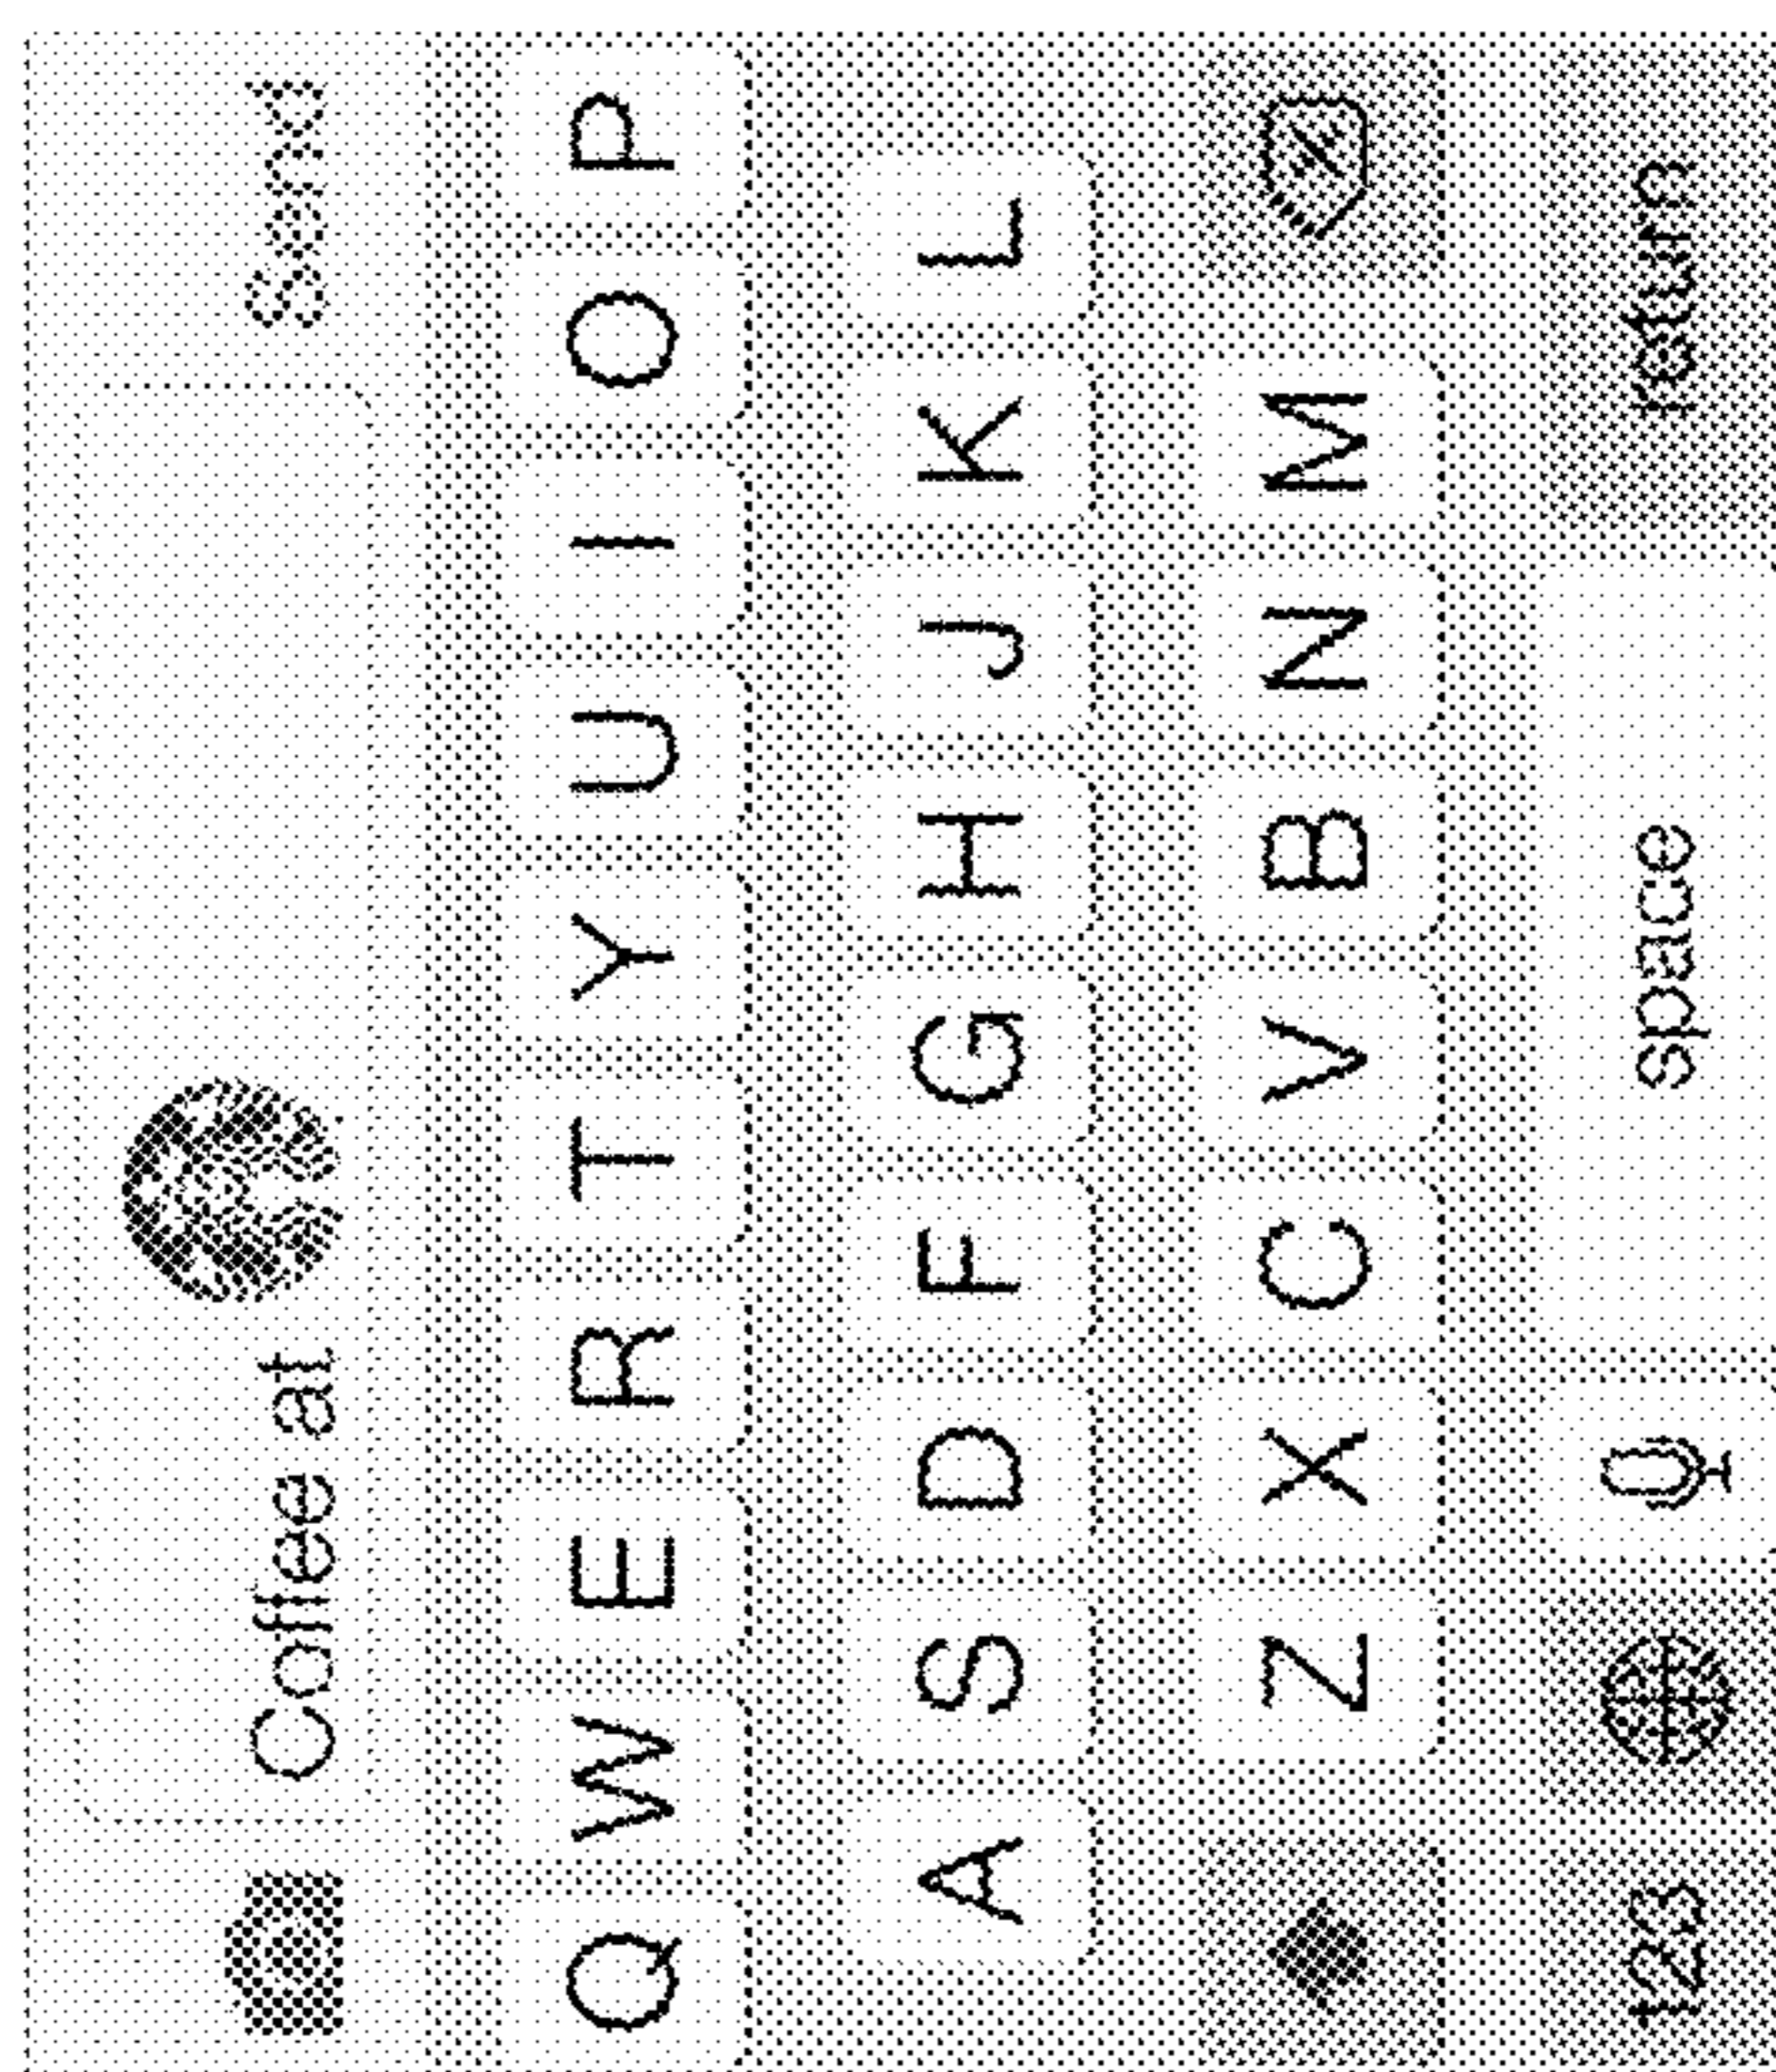 Coffee at Send
Q W E R T Y U I O P
A S D F G H J K L
Z X C V B N M
123 space return